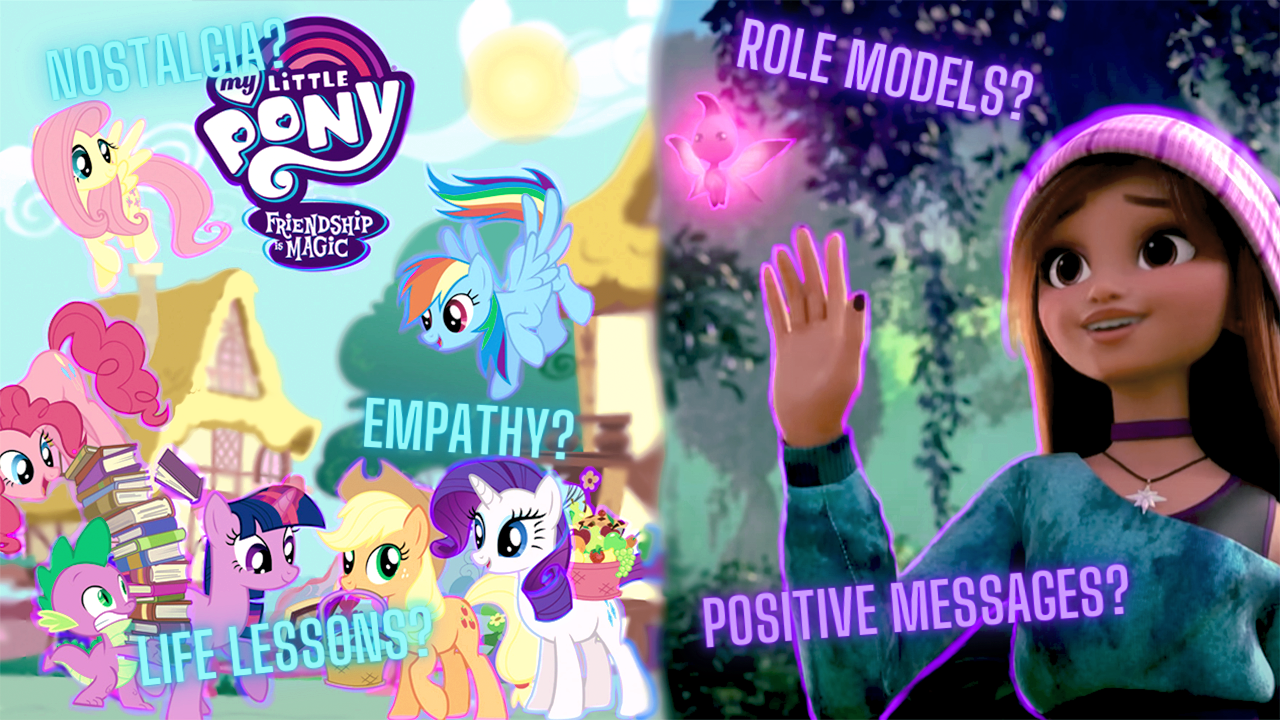 NOSTALGIA?
my LITTLE
PONY
FRIENDSHIP
IS MAGIC
EMPATHY?
LIFE LESSONS?
ROLE MODELS?
POSITIVE MESSAGES?